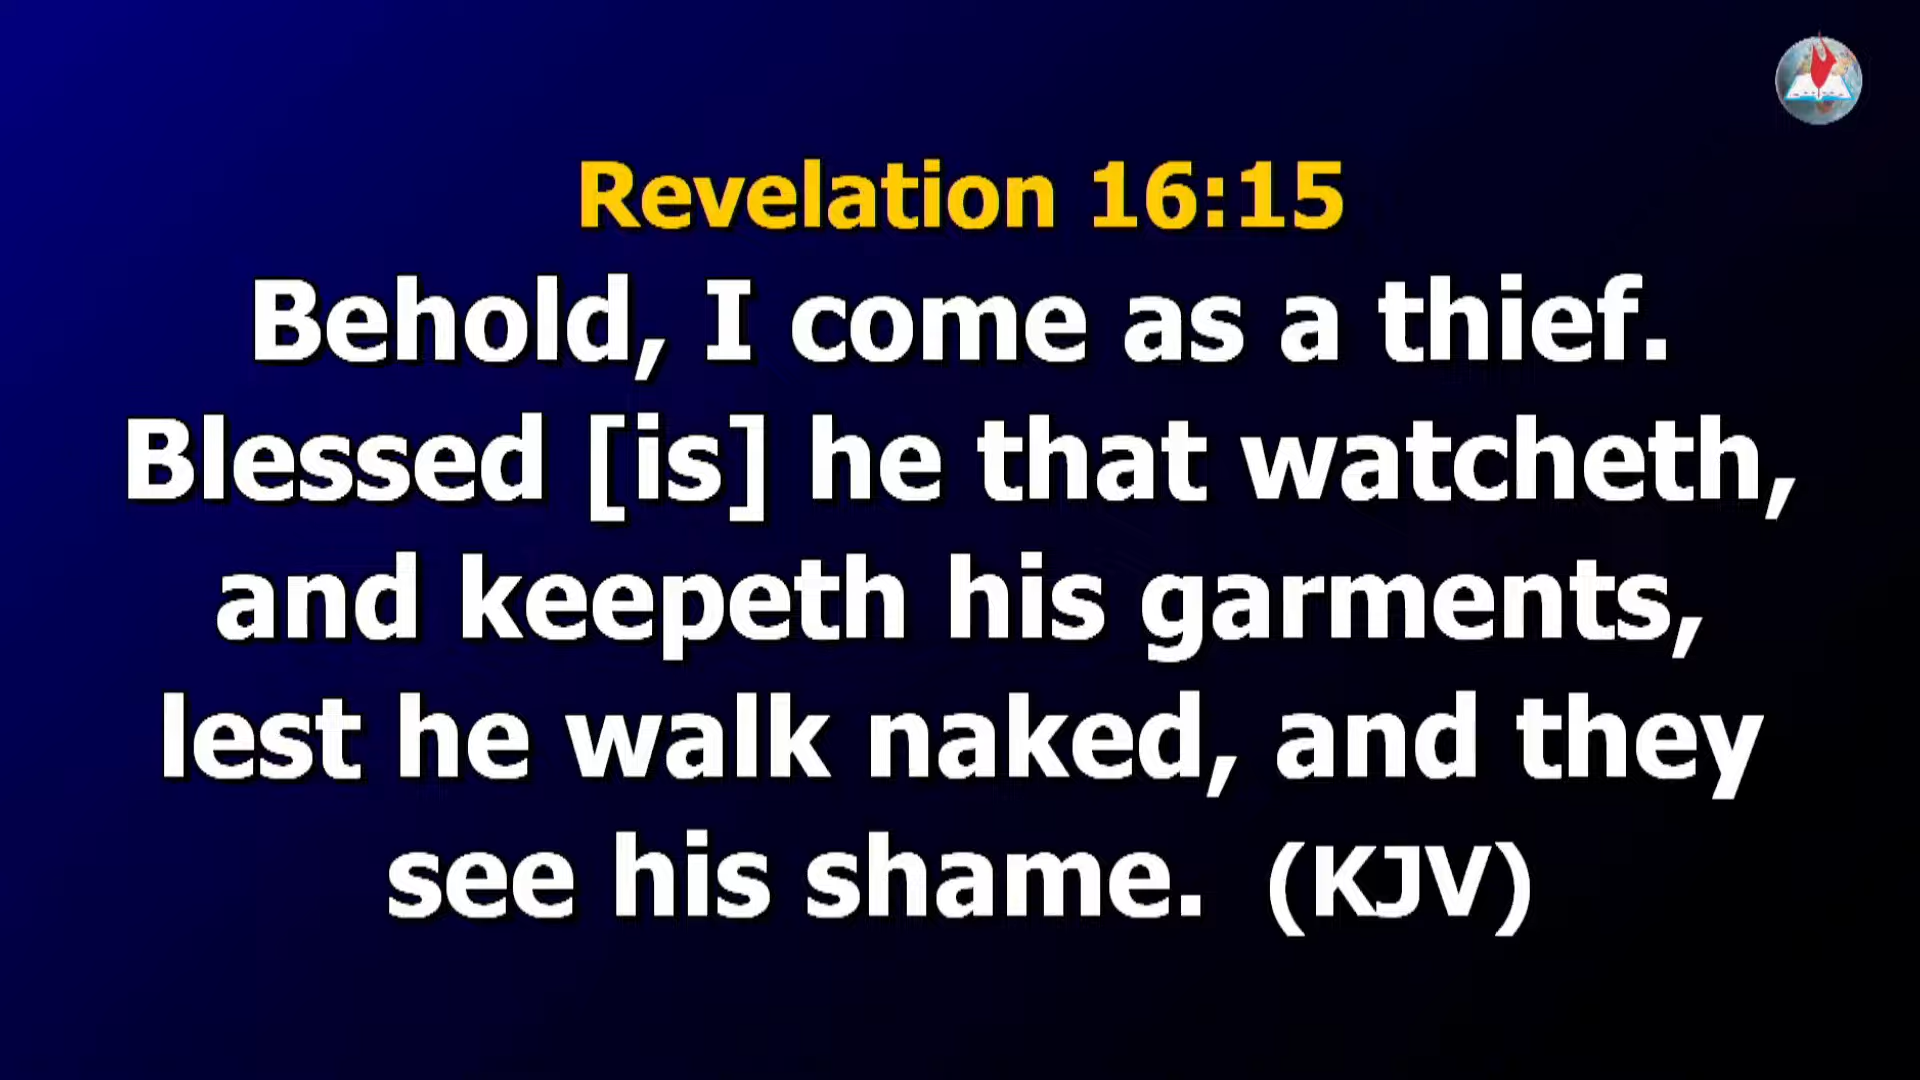 Revelation 16:15
Behold, I come as a thief.
Blessed [is] he that watcheth,
and keepeth his garments,
lest he walk naked, and they
see his shame.  (KJV)